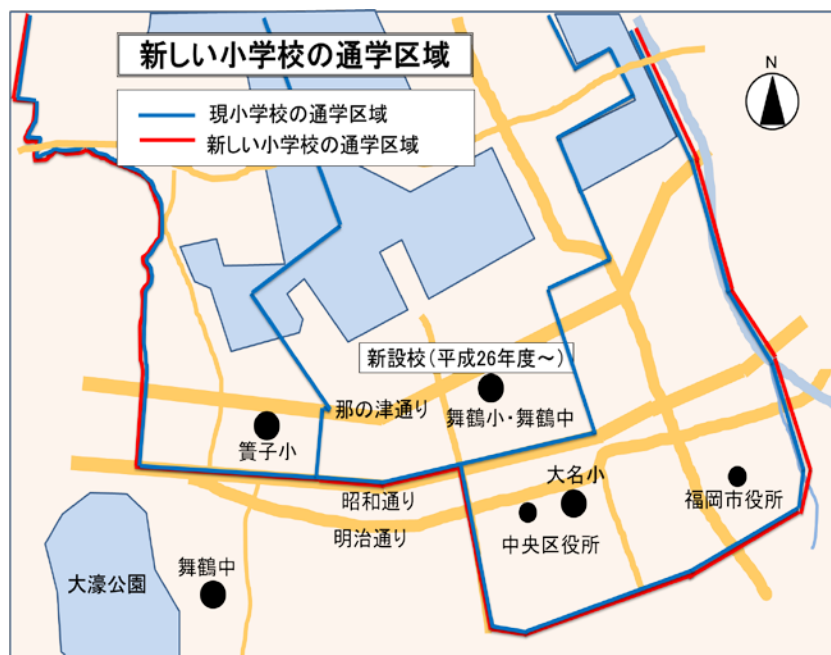 新しい小学校の通学区域
現小学校の通学区域
新しい小学校の通学区域
N
新設校(平成26年度～)
那の津通り
舞鶴小・舞鶴中
簀子小
昭和通り
大名小
福岡市役所
明治通り
中央区役所
舞鶴中
大濠公園